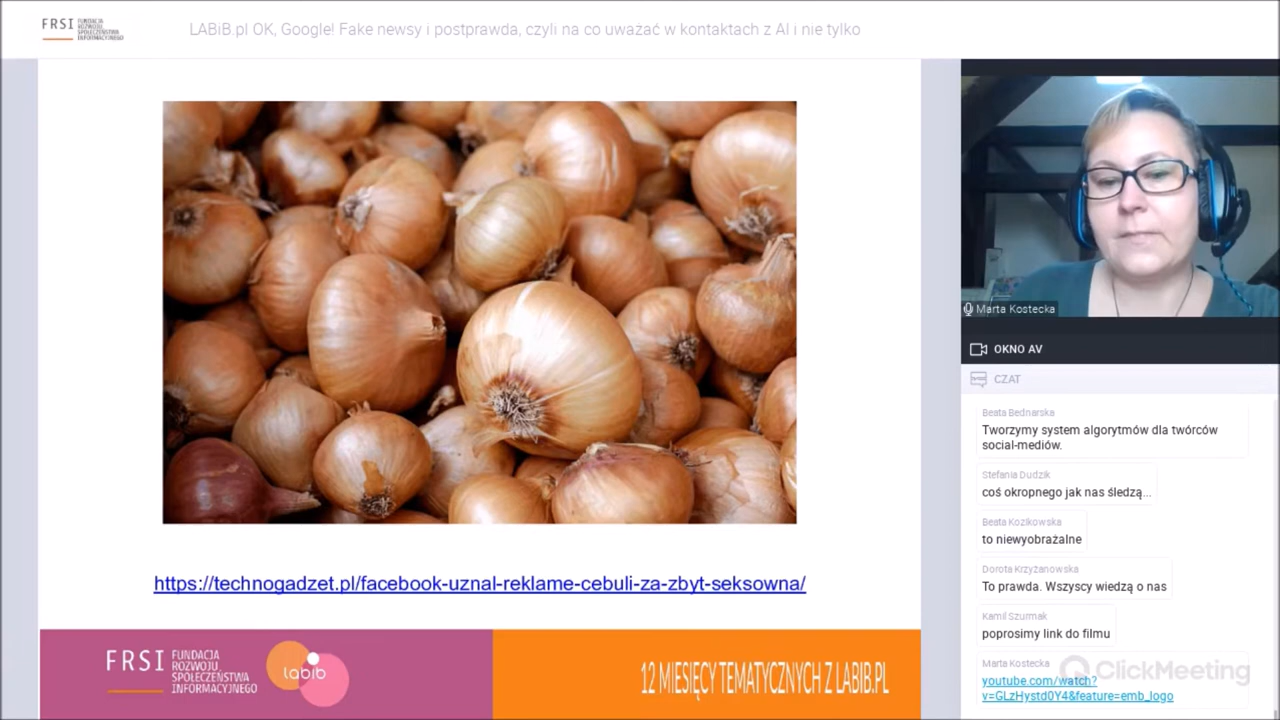 FRSI FUNDACJA
ROZWOJU
SPOŁECZEŃSTWA
INFORMACYJNEGO
LABiB.pl OK, Google! Fake newsy i postprawda, czyli na co uważać w kontaktach z AI i nie tylko
https://technogadzet.pl/facebook-uznal-reklame-cebuli-za-zbyt-seksowna/
FRSI FUNDACJA
ROZWOJU
SPOŁECZEŃSTWA
INFORMACYJNEGO
labib
12 MIESIĘCY TEMATYCZNYCH Z LABIB.PL
Marta Kostecka
OKNO AV
CZAT
Beata Bednarska
Tworzymy system algorytmów dla twórców
social-mediów.
Stefania Dudzik
coś okropnego jak nas śledzą...
Beata Kozikowska
to niewyobrażalne
Dorota Krzyżanowska
To prawda. Wszyscy wiedzą o nas
Kamil Szurmak
poprosimy link do filmu
Marta Kostecka
youtube.com/watch?
v=GLzHystd0Y4&feature=emb_logo
ClickMeeting